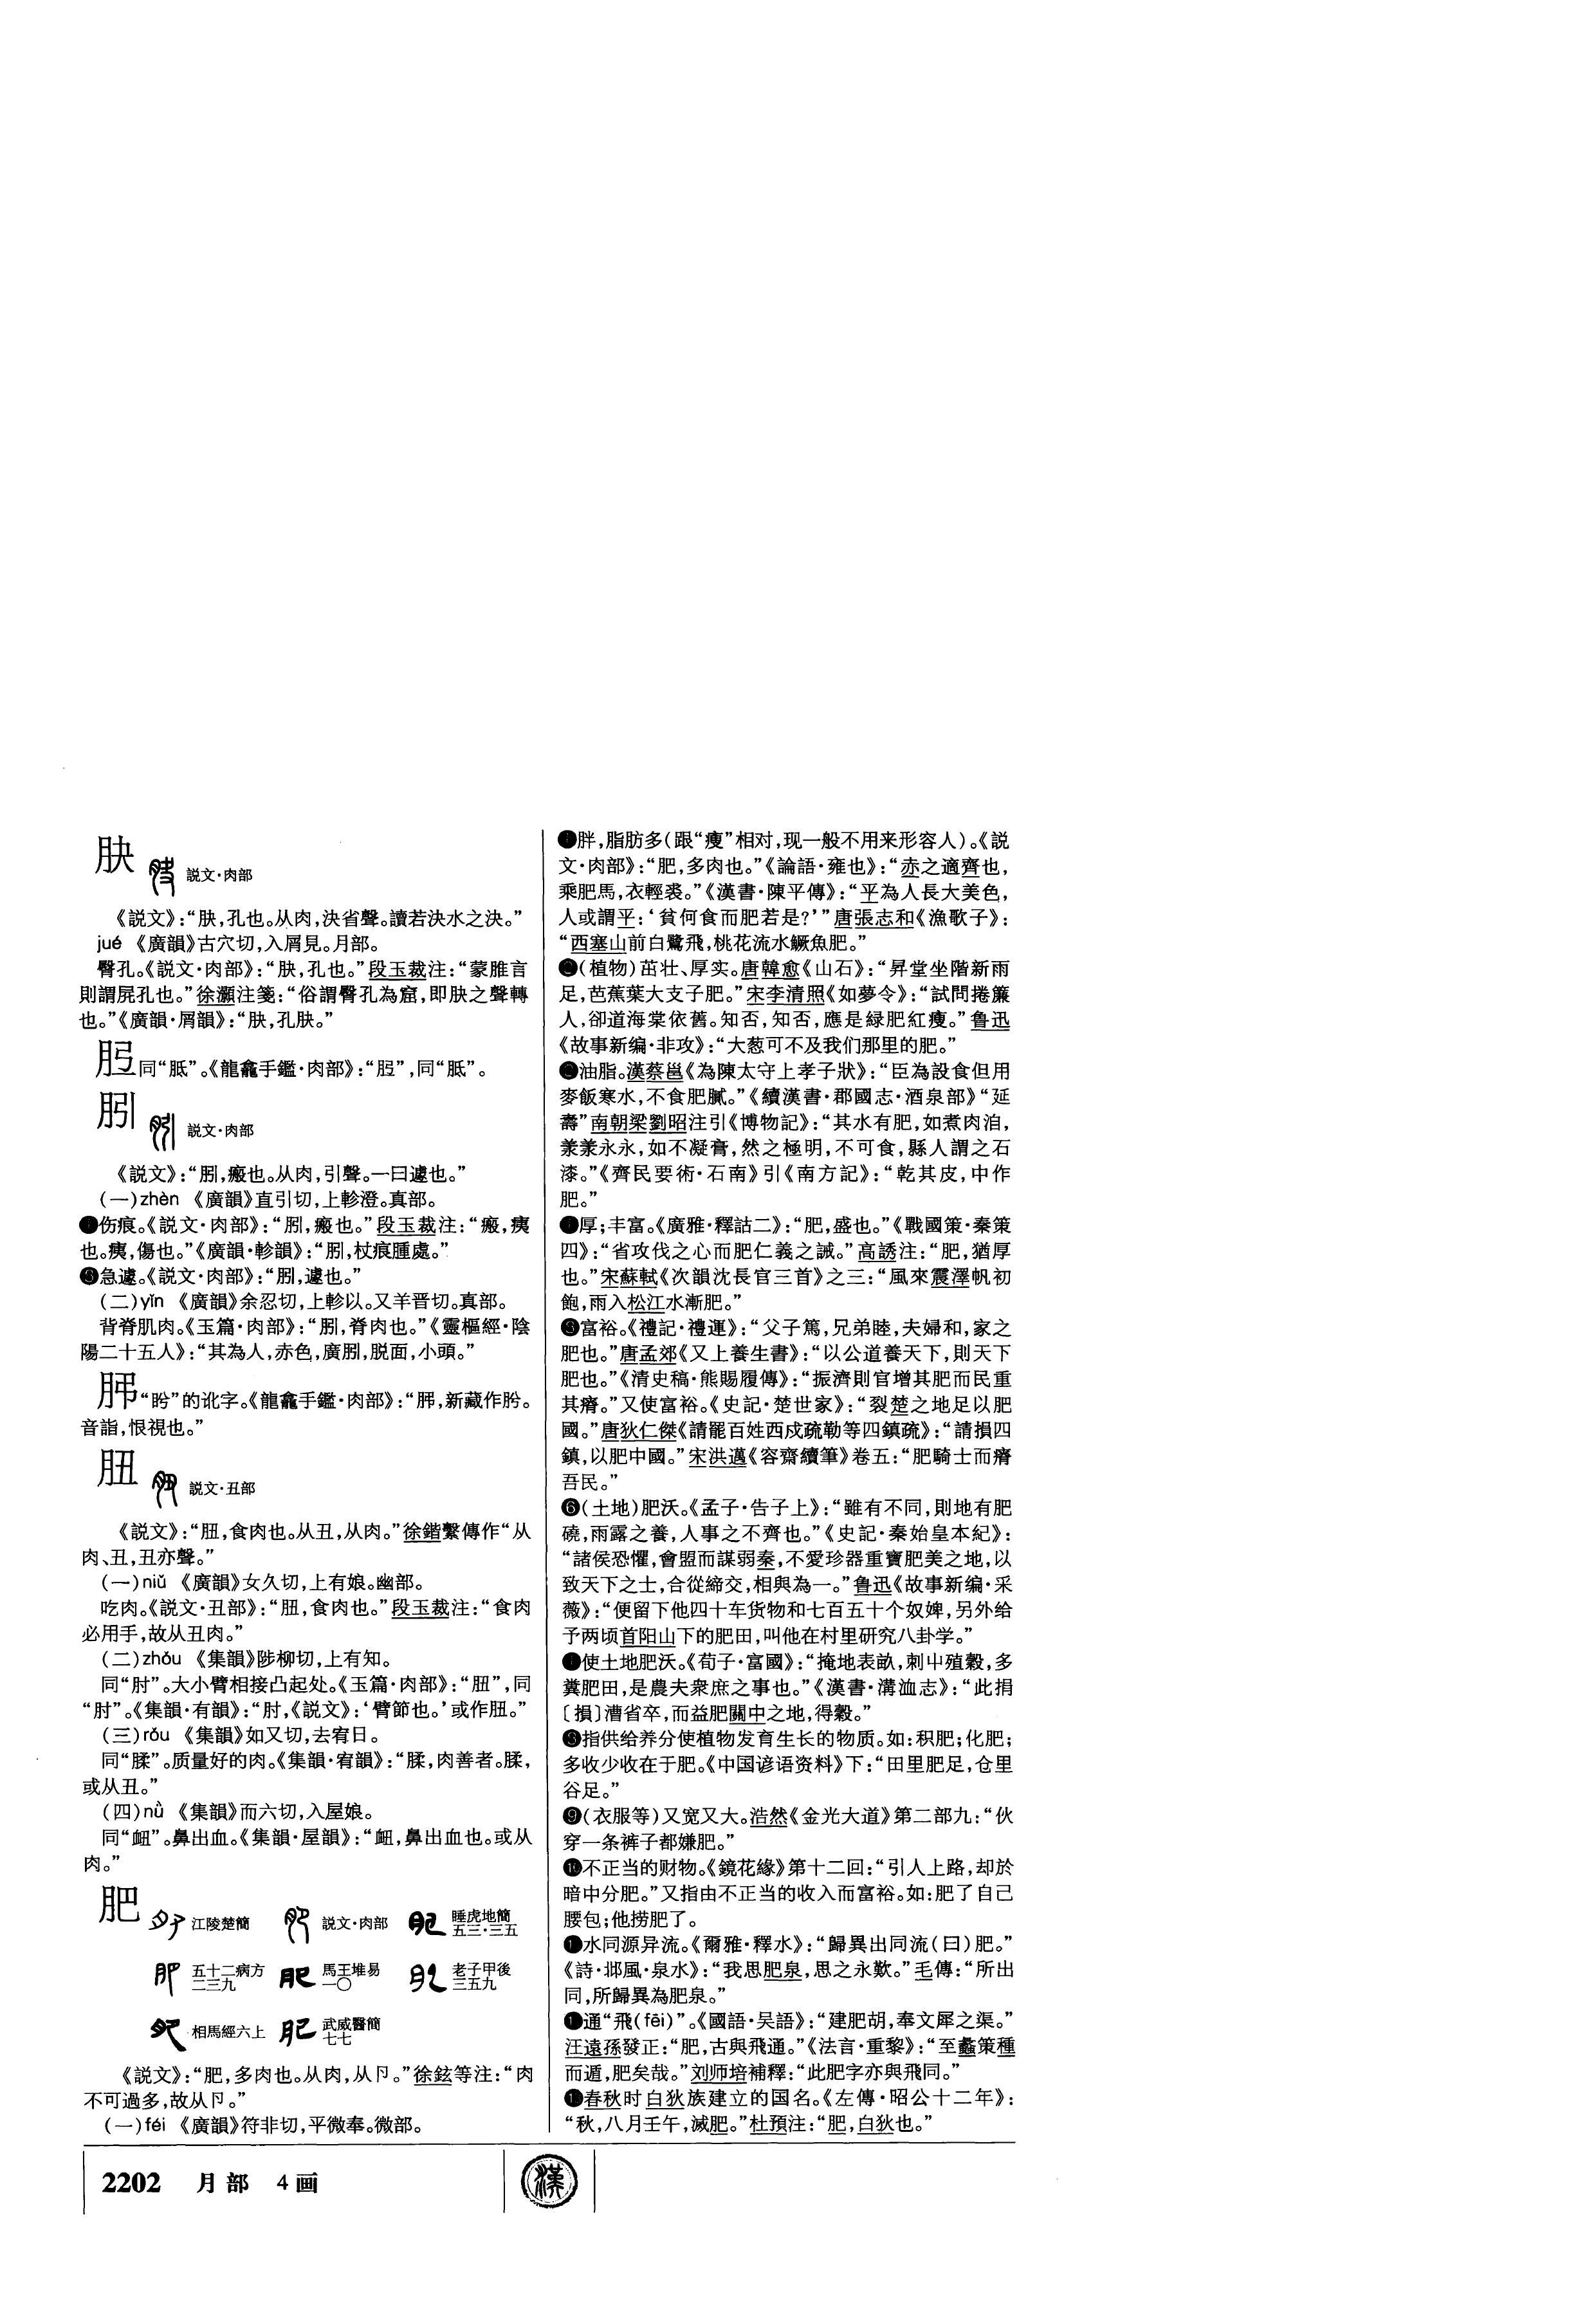 肤 説文·肉部
《説文》：“肤，孔也。从肉，決省聲。讀若決水之決。”
jué 《廣韻》古穴切，入屑見。月部。
臀孔。《説文·肉部》：“肤，孔也。”段玉裁注：“蒙脽言
則謂屍孔也。”徐灝注箋：“俗謂臀孔為窟，即肤之聲轉
也。”《廣韻·屑韻》：“肤，孔肤。”
同“胝”。《龍龕手鑑·肉部》：“”，同“胝”。
䏖 説文·肉部
《説文》：“䏖，瘢也。从肉，引聲。一曰遽也。”
（一）zhèn 《廣韻》直引切，上軫澄。真部。
❶伤痕。《説文·肉部》：“䏖，瘢也。”段玉裁注：“瘢，痍
也。痍，傷也。”《廣韻·軫韻》：“䏖，杖痕腫處。”
急遽。《説文·肉部》：“䏖，遽也。”
（二）yǐn 《廣韻》余忍切，上軫以。又羊晋切。真部。
背脊肌肉。《玉篇·肉部》：“䏖，脊肉也。”《靈樞經·陰
陽二十五人》：“其為人，赤色，廣䏖，脱面，小頭。”
“盻”的讹字。《龍龕手鑑·肉部》：“，新藏作肹。
音詣，恨視也。”
䏔 説文·丑部
《説文》：“䏔，食肉也。从丑，从肉。”徐鍇繫傳作“从
肉、丑，丑亦聲。”
（一）niǔ 《廣韻》女久切，上有娘。幽部。
吃肉。《説文·丑部》：“䏔，食肉也。”段玉裁注：“食肉
必用手，故从丑肉。”
（二）zhǒu 《集韻》陟柳切，上有知。
同“肘”。大小臂相接凸起处。《玉篇·肉部》：“䏔”，同
“肘”。《集韻·有韻》：“肘，《説文》：‘臂節也。’或作䏔。”
（三）rǒu 《集韻》如又切，去宥日。
同“腬”。质量好的肉。《集韻·宥韻》：“腬，肉善者。腬，
或从丑。”
（四）nǜ 《集韻》而六切，入屋娘。
同“衄”。鼻出血。《集韻·屋韻》：“衄，鼻出血也。或从
肉。”
肥 江陵楚簡 説文·肉部 睡虎地簡五三·三五
五十二病方二三九 馬王堆易一〇 老子甲後三五九
相馬經六上 武威醫簡七七
《説文》：“肥，多肉也。从肉，从卪。”徐鉉等注：“肉
不可過多，故从卪。”
（一）féi 《廣韻》符非切，平微奉。微部。
❶胖，脂肪多（跟“瘦”相对，现一般不用来形容人）。《説
文·肉部》：“肥，多肉也。”《論語·雍也》：“赤之適齊也，
乘肥馬，衣輕裘。”《漢書·陳平傳》：“平為人長大美色，
人或謂平：‘貧何食而肥若是？’”唐張志和《漁歌子》：
“西塞山前白鷺飛，桃花流水鱖魚肥。”
❷（植物）茁壮、厚实。唐韓愈《山石》：“昇堂坐階新雨
足，芭蕉葉大支子肥。”宋李清照《如夢令》：“試問捲簾
人，卻道海棠依舊。知否，知否，應是緑肥紅瘦。”鲁迅
《故事新编·非攻》：“大葱可不及我们那里的肥。”
油脂。漢蔡邕《為陳太守上孝子狀》：“臣為設食但用
麥飯寒水，不食肥膩。”《續漢書·郡國志·酒泉部》“延
壽”南朝梁劉昭注引《博物記》：“其水有肥，如煮肉洎，
羕羕永永，如不凝膏，然之極明，不可食，縣人謂之石
漆。”《齊民要術·石南》引《南方記》：“乾其皮，中作
肥。”
厚；丰富。《廣雅·釋詁二》：“肥，盛也。”《戰國策·秦策
四》：“省攻伐之心而肥仁義之誡。”高誘注：“肥，猶厚
也。”宋蘇軾《次韻沈長官三首》之三：“風來震澤帆初
飽，雨入松江水漸肥。”
富裕。《禮記·禮運》：“父子篤，兄弟睦，夫婦和，家之
肥也。”唐孟郊《又上養生書》：“以公道養天下，則天下
肥也。”《清史稿·熊賜履傳》：“振濟則官增其肥而民重
其瘠。”又使富裕。《史記·楚世家》：“裂楚之地足以肥
國。”唐狄仁傑《請罷百姓西戍疏勒等四鎮疏》：“請損四
鎮，以肥中國。”宋洪邁《容齋續筆》卷五：“肥騎士而瘠
吾民。”
❻（土地）肥沃。《孟子·告子上》：“雖有不同，則地有肥
磽，雨露之養，人事之不齊也。”《史記·秦始皇本紀》：
“諸侯恐懼，會盟而謀弱秦，不愛珍器重寶肥美之地，以
致天下之士，合從締交，相與為一。”鲁迅《故事新编·采
薇》：“便留下他四十车货物和七百五十个奴婢，另外给
予两顷首阳山下的肥田，叫他在村里研究八卦学。”
使土地肥沃。《荀子·富國》：“掩地表畝，刺屮殖穀，多
糞肥田，是農夫衆庶之事也。”《漢書·溝洫志》：“此捐
〔損〕漕省卒，而益肥關中之地，得穀。”
指供给养分使植物发育生长的物质。如：积肥；化肥；
多收少收在于肥。《中国谚语资料》下：“田里肥足，仓里
谷足。”
❾（衣服等）又宽又大。浩然《金光大道》第二部九：“伙
穿一条裤子都嫌肥。”
❿不正当的财物。《鏡花緣》第十二回：“引人上路，却於
暗中分肥。”又指由不正当的收入而富裕。如：肥了自己
腰包；他捞肥了。
水同源异流。《爾雅·釋水》：“歸異出同流（曰）肥。”
《詩·邶風·泉水》：“我思肥泉，思之永歎。”毛傳：“所出
同，所歸異為肥泉。”
通“飛（fēi）”。《國語·吴語》：“建肥胡，奉文犀之渠。”
汪遠孫發正：“肥，古與飛通。”《法言·重黎》：“至蠡策種
而遁，肥矣哉。”刘师培補釋：“此肥字亦與飛同。”
春秋时白狄族建立的国名。《左傳·昭公十二年》：
“秋，八月壬午，滅肥。”杜預注：“肥，白狄也。”
2202 月部 4画
漢